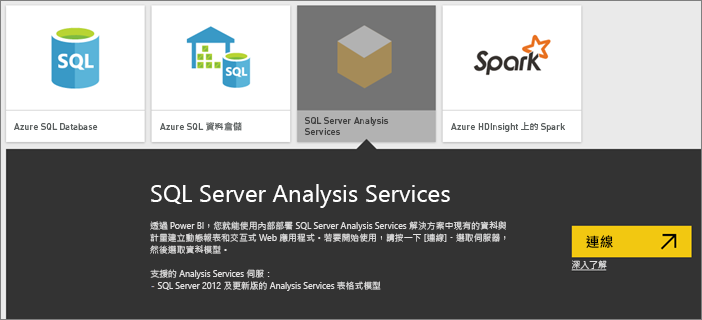 SQL
SQL
Spark
Azure SQL Database
Azure SQL 資料倉儲
SQL Server Analysis
Services
Azure HDInsight 上的 Spark
SQL Server Analysis Services
透過 Power BI，您就能使用內部部署 SQL Server Analysis Services 解決方案中現有的資料與
計量建立動態報表和交互式 Web 應用程式。若要開始使用，請按一下 [連線]、選取伺服器，
然後選取資料模型。
連線
深入了解
支援的 Analysis Services 伺服：
- SQL Server 2012 及更新版的 Analysis Services 表格式模型